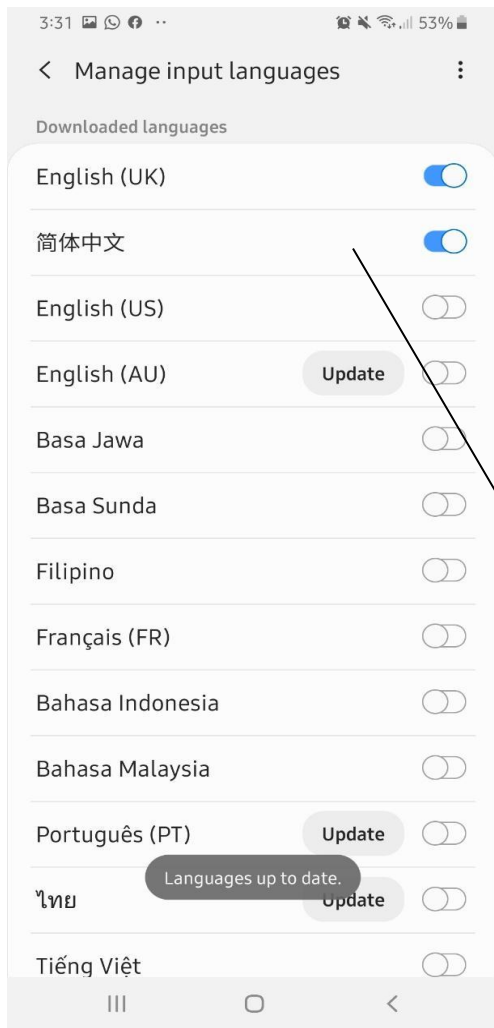 3:31 53%
Manage input languages
Downloaded languages
English (UK)
简体中文
English (US)
English (AU) Update
Basa Jawa
Basa Sunda
Filipino
Français (FR)
Bahasa Indonesia
Bahasa Malaysia
Português (PT) Update
Languages up to date.
ไทย Update
Tiếng Việt